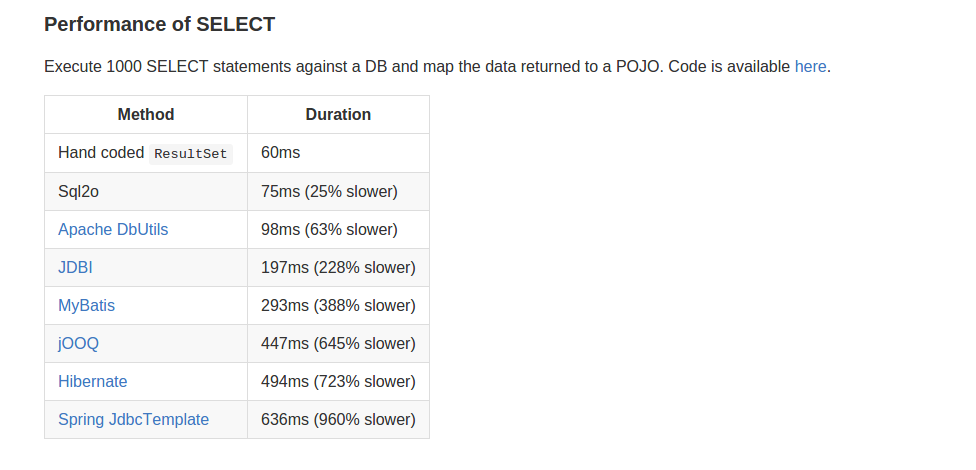 Performance of SELECT
Execute 1000 SELECT statements against a DB and map the data returned to a POJO. Code is available here.
Method Duration
Hand coded ResultSet 60ms
Sql2o 75ms (25% slower)
Apache DbUtils 98ms (63% slower)
JDBI 197ms (228% slower)
MyBatis 293ms (388% slower)
jOOQ 447ms (645% slower)
Hibernate 494ms (723% slower)
Spring JdbcTemplate 636ms (960% slower)